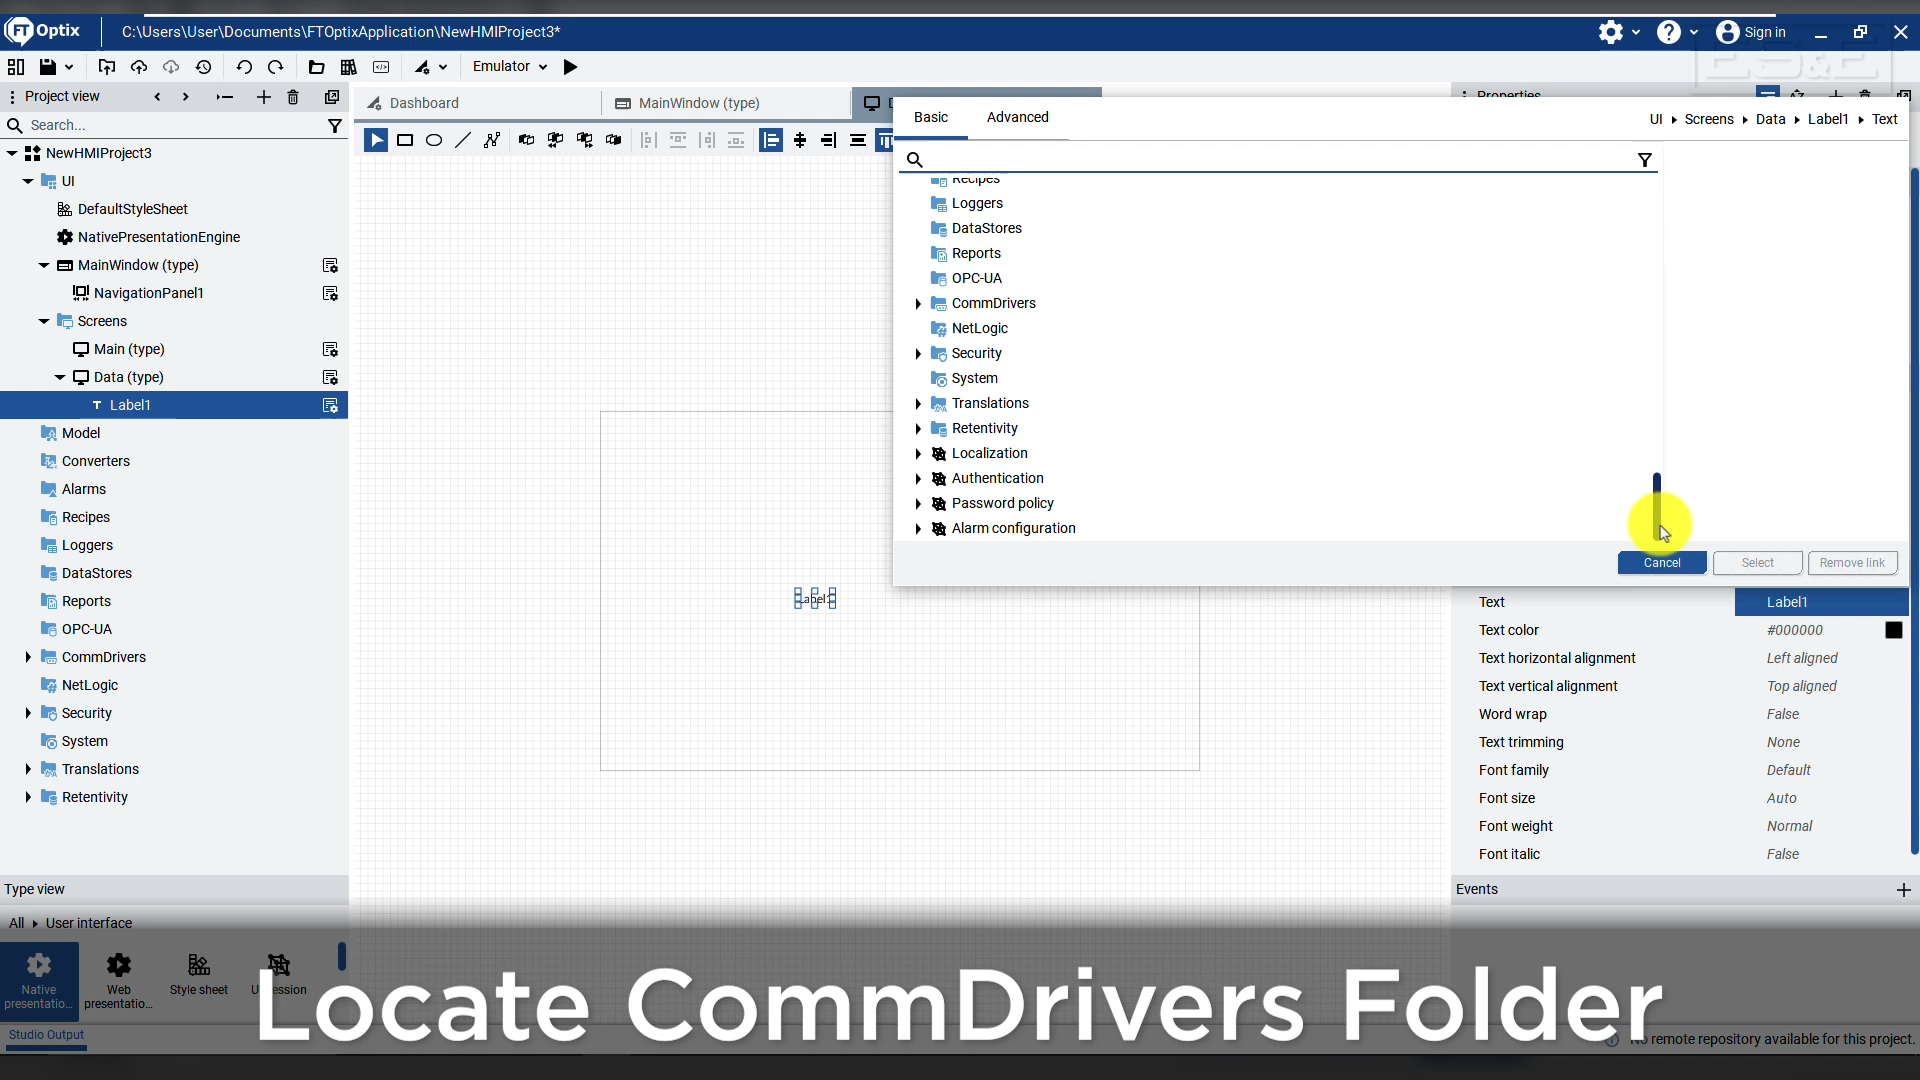 FT Optix
C:\Users\User\Documents\FTOptixApplication\NewHMIProject3*
Sign in
Emulator
ES&E
Project view
Search...
NewHMIProject3
UI
DefaultStyleSheet
NativePresentationEngine
MainWindow (type)
NavigationPanel1
Screens
Main (type)
Data (type)
Label1
Model
Converters
Alarms
Recipes
Loggers
DataStores
Reports
OPC-UA
CommDrivers
NetLogic
Security
System
Translations
Retentivity
Type view
All User interface
Native presentatio...
Web presentatio...
Style sheet
Studio Output
Dashboard
MainWindow (type)
Label1
Basic
Advanced
UI Screens Data Label1 Text
Recipes
Loggers
DataStores
Reports
OPC-UA
CommDrivers
NetLogic
Security
System
Translations
Retentivity
Localization
Authentication
Password policy
Alarm configuration
Cancel
Select
Remove link
Properties
Text Label1
Text color #000000
Text horizontal alignment Left aligned
Text vertical alignment Top aligned
Word wrap False
Text trimming None
Font family Default
Font size Auto
Font weight Normal
Font italic False
Events
Locate CommDrivers Folder
No remote repository available for this project.